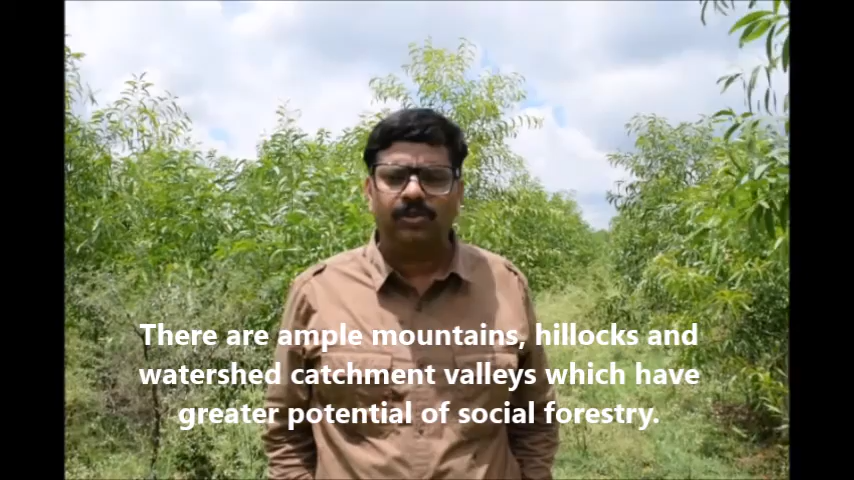 There are ample mountains, hillocks and
watershed catchment valleys which have
greater potential of social forestry.